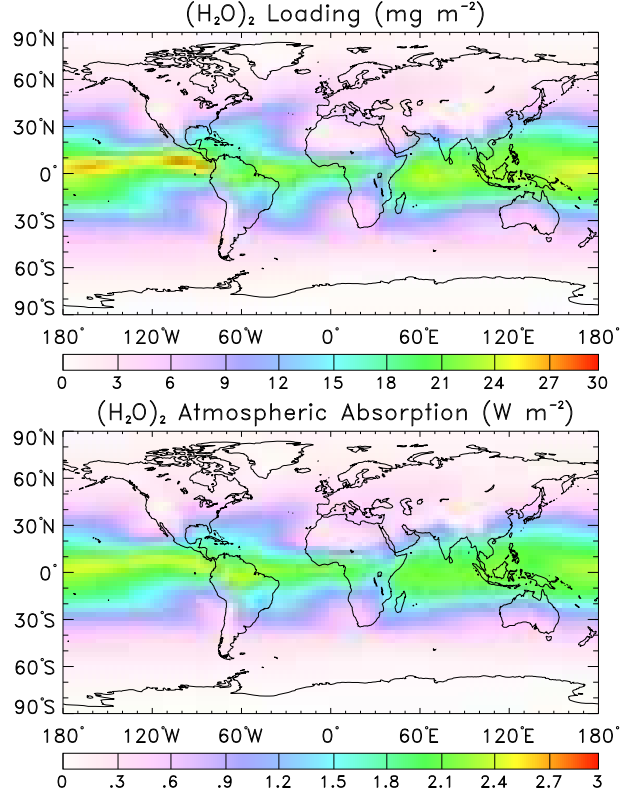 (H₂O)₂ Loading (mg m⁻²)
90°N
60°N
30°N
0°
30°S
60°S
90°S
180° 120°W 60°W 0° 60°E 120°E 180°
0 3 6 9 12 15 18 21 24 27 30
(H₂O)₂ Atmospheric Absorption (W m⁻²)
90°N
60°N
30°N
0°
30°S
60°S
90°S
180° 120°W 60°W 0° 60°E 120°E 180°
0 .3 .6 .9 1.2 1.5 1.8 2.1 2.4 2.7 3